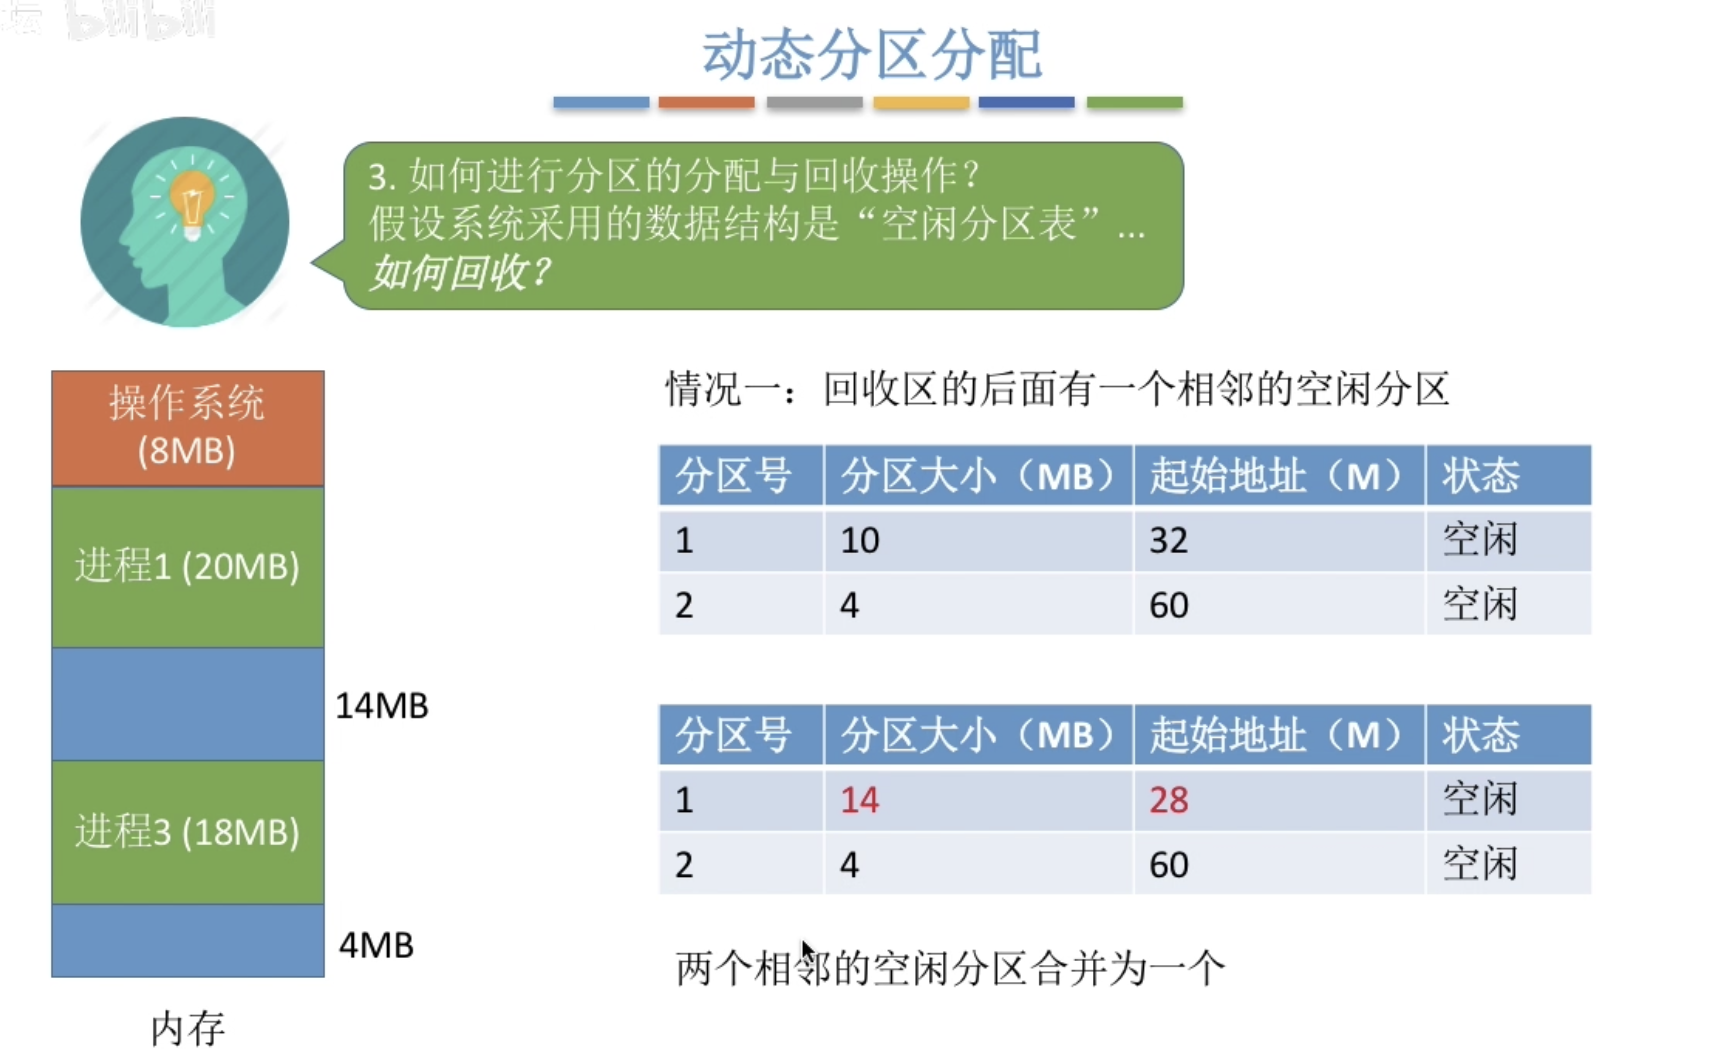 坛 bilibili
动态分区分配
3. 如何进行分区的分配与回收操作？
假设系统采用的数据结构是“空闲分区表”...
如何回收？
操作系统
(8MB)
进程1 (20MB)
14MB
进程3 (18MB)
4MB
内存
情况一：回收区的后面有一个相邻的空闲分区
分区号 分区大小（MB） 起始地址（M） 状态
1 10 32 空闲
2 4 60 空闲
分区号 分区大小（MB） 起始地址（M） 状态
1 14 28 空闲
2 4 60 空闲
两个相邻的空闲分区合并为一个